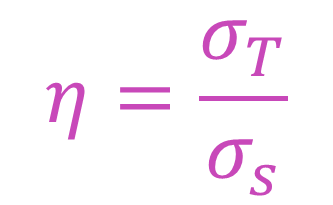 η = σ_T / σ_s